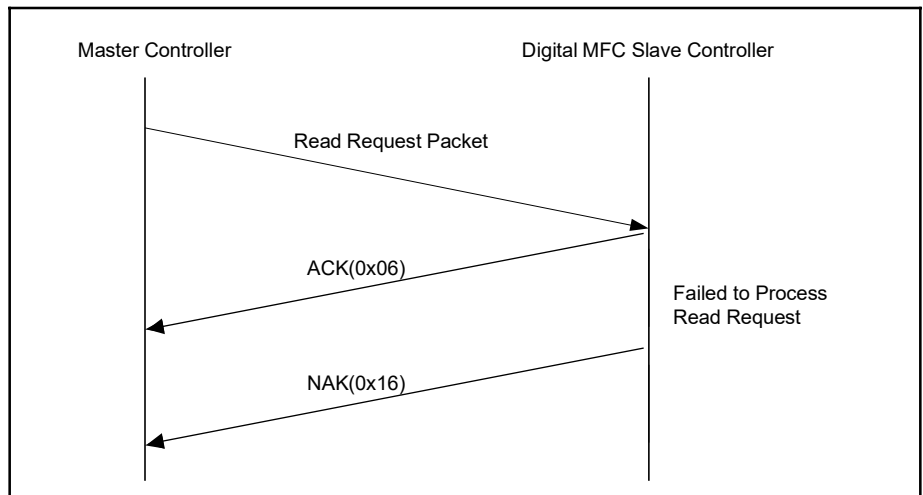 Master Controller
Digital MFC Slave Controller
Read Request Packet
ACK(0x06)
Failed to Process
Read Request
NAK(0x16)